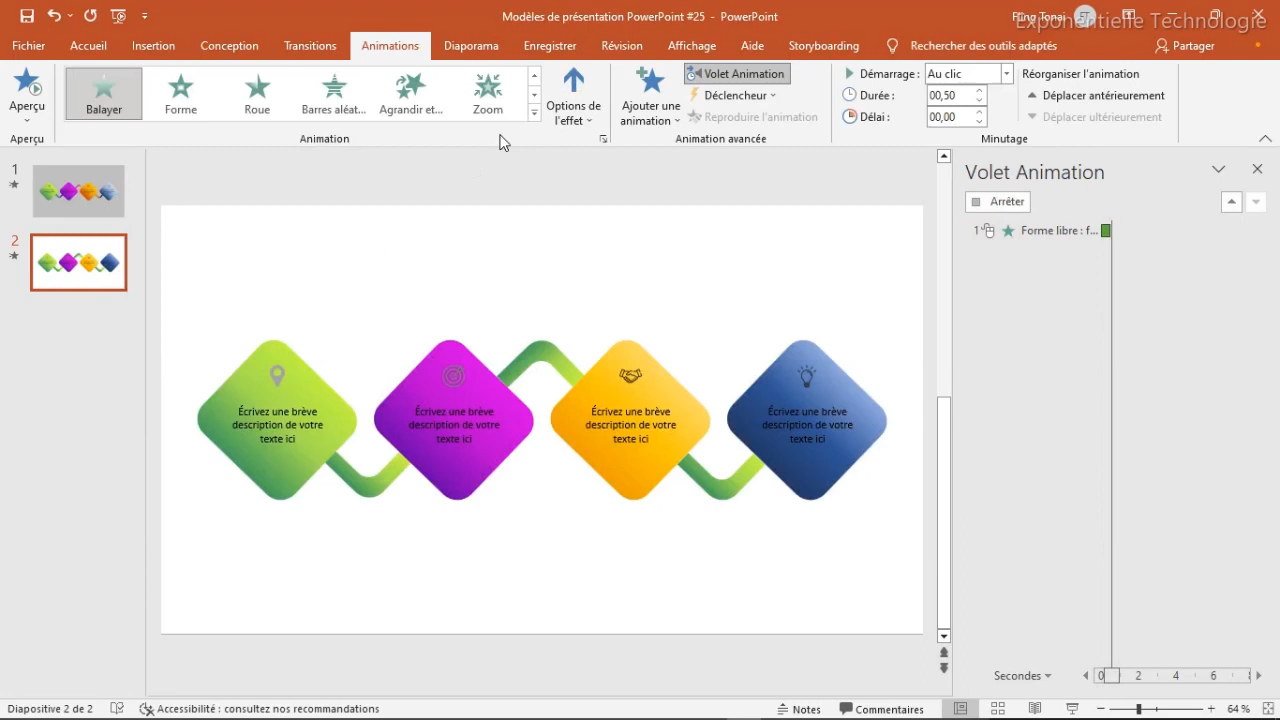 Modèles de présentation PowerPoint #25 - PowerPoint
Exponentielle Technologie
Fichier Accueil Insertion Conception Transitions Animations Diaporama Enregistrer Révision Affichage Aide Storyboarding Rechercher des outils adaptés Partager
Aperçu
Balayer Forme Roue Barres aléat... Agrandir et... Zoom
Options de l'effet
Ajouter une animation
Volet Animation
Déclencheur
Reproduire l'animation
Démarrage : Au clic
Durée : 00,50
Délai : 00,00
Réorganiser l'animation
Déplacer antérieurement
Déplacer ultérieurement
Aperçu Animation Animation avancée Minutage
1
2
Écrivez une brève
description de votre
texte ici
Écrivez une brève
description de votre
texte ici
Écrivez une brève
description de votre
texte ici
Écrivez une brève
description de votre
texte ici
Volet Animation
Arrêter
1 Forme libre : f...
Secondes 0 2 4 6
Diapositive 2 de 2 Accessibilité : consultez nos recommandations Notes Commentaires 64 %